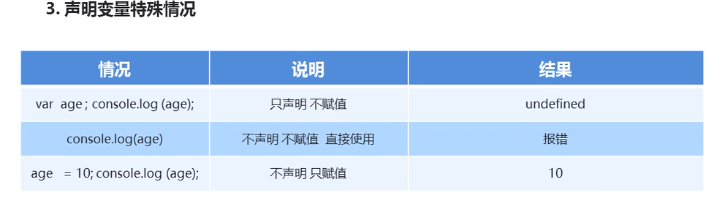 3. 声明变量特殊情况
情况 说明 结果
var age ; console.log (age); 只声明 不赋值 undefined
console.log(age) 不声明 不赋值 直接使用 报错
age = 10; console.log (age); 不声明 只赋值 10